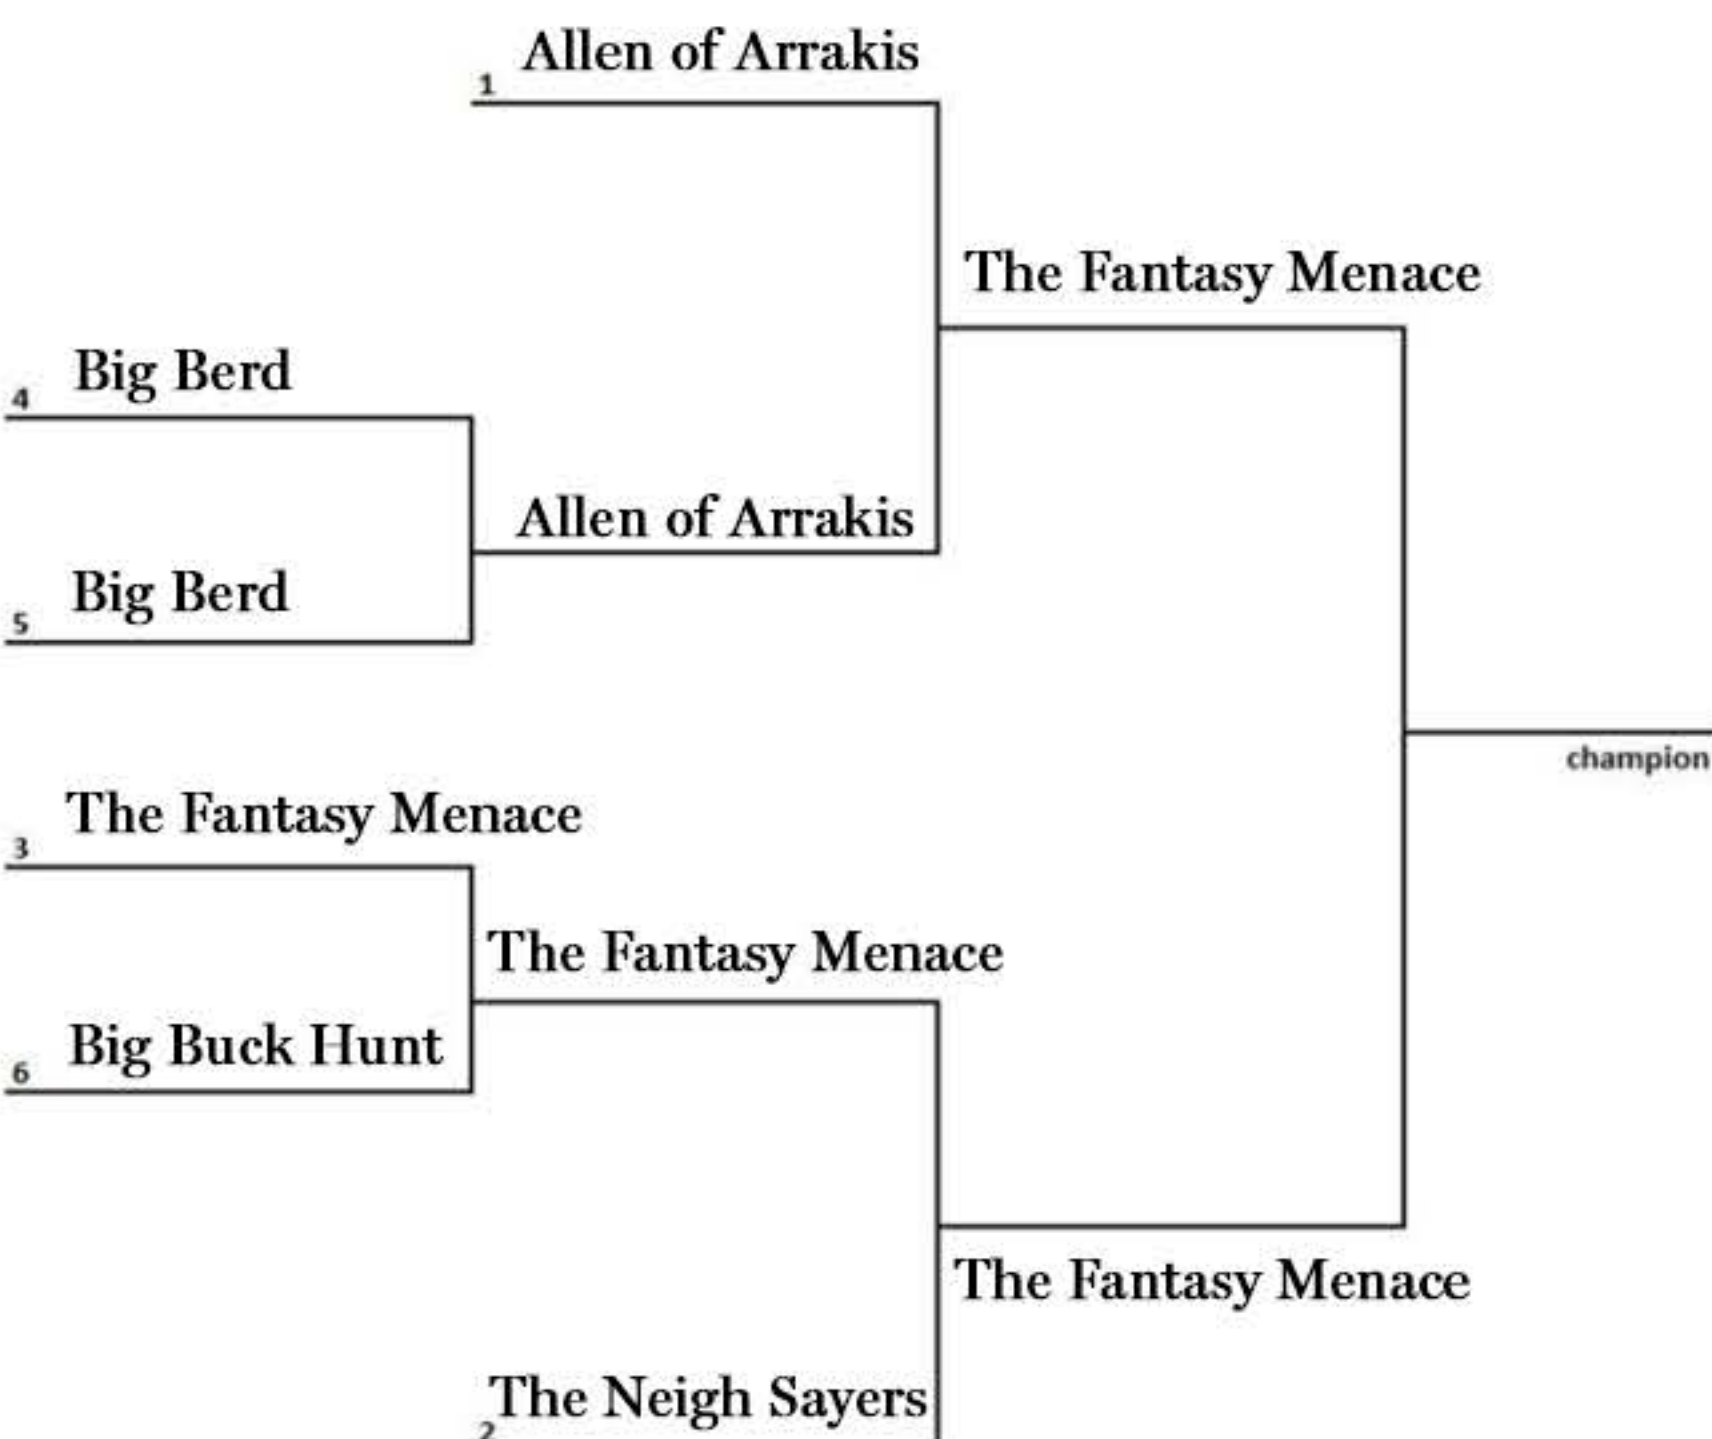 Allen of Arrakis
1
The Fantasy Menace
Big Berd
4
Allen of Arrakis
Big Berd
5
champion
The Fantasy Menace
3
The Fantasy Menace
Big Buck Hunt
6
The Fantasy Menace
The Neigh Sayers
2